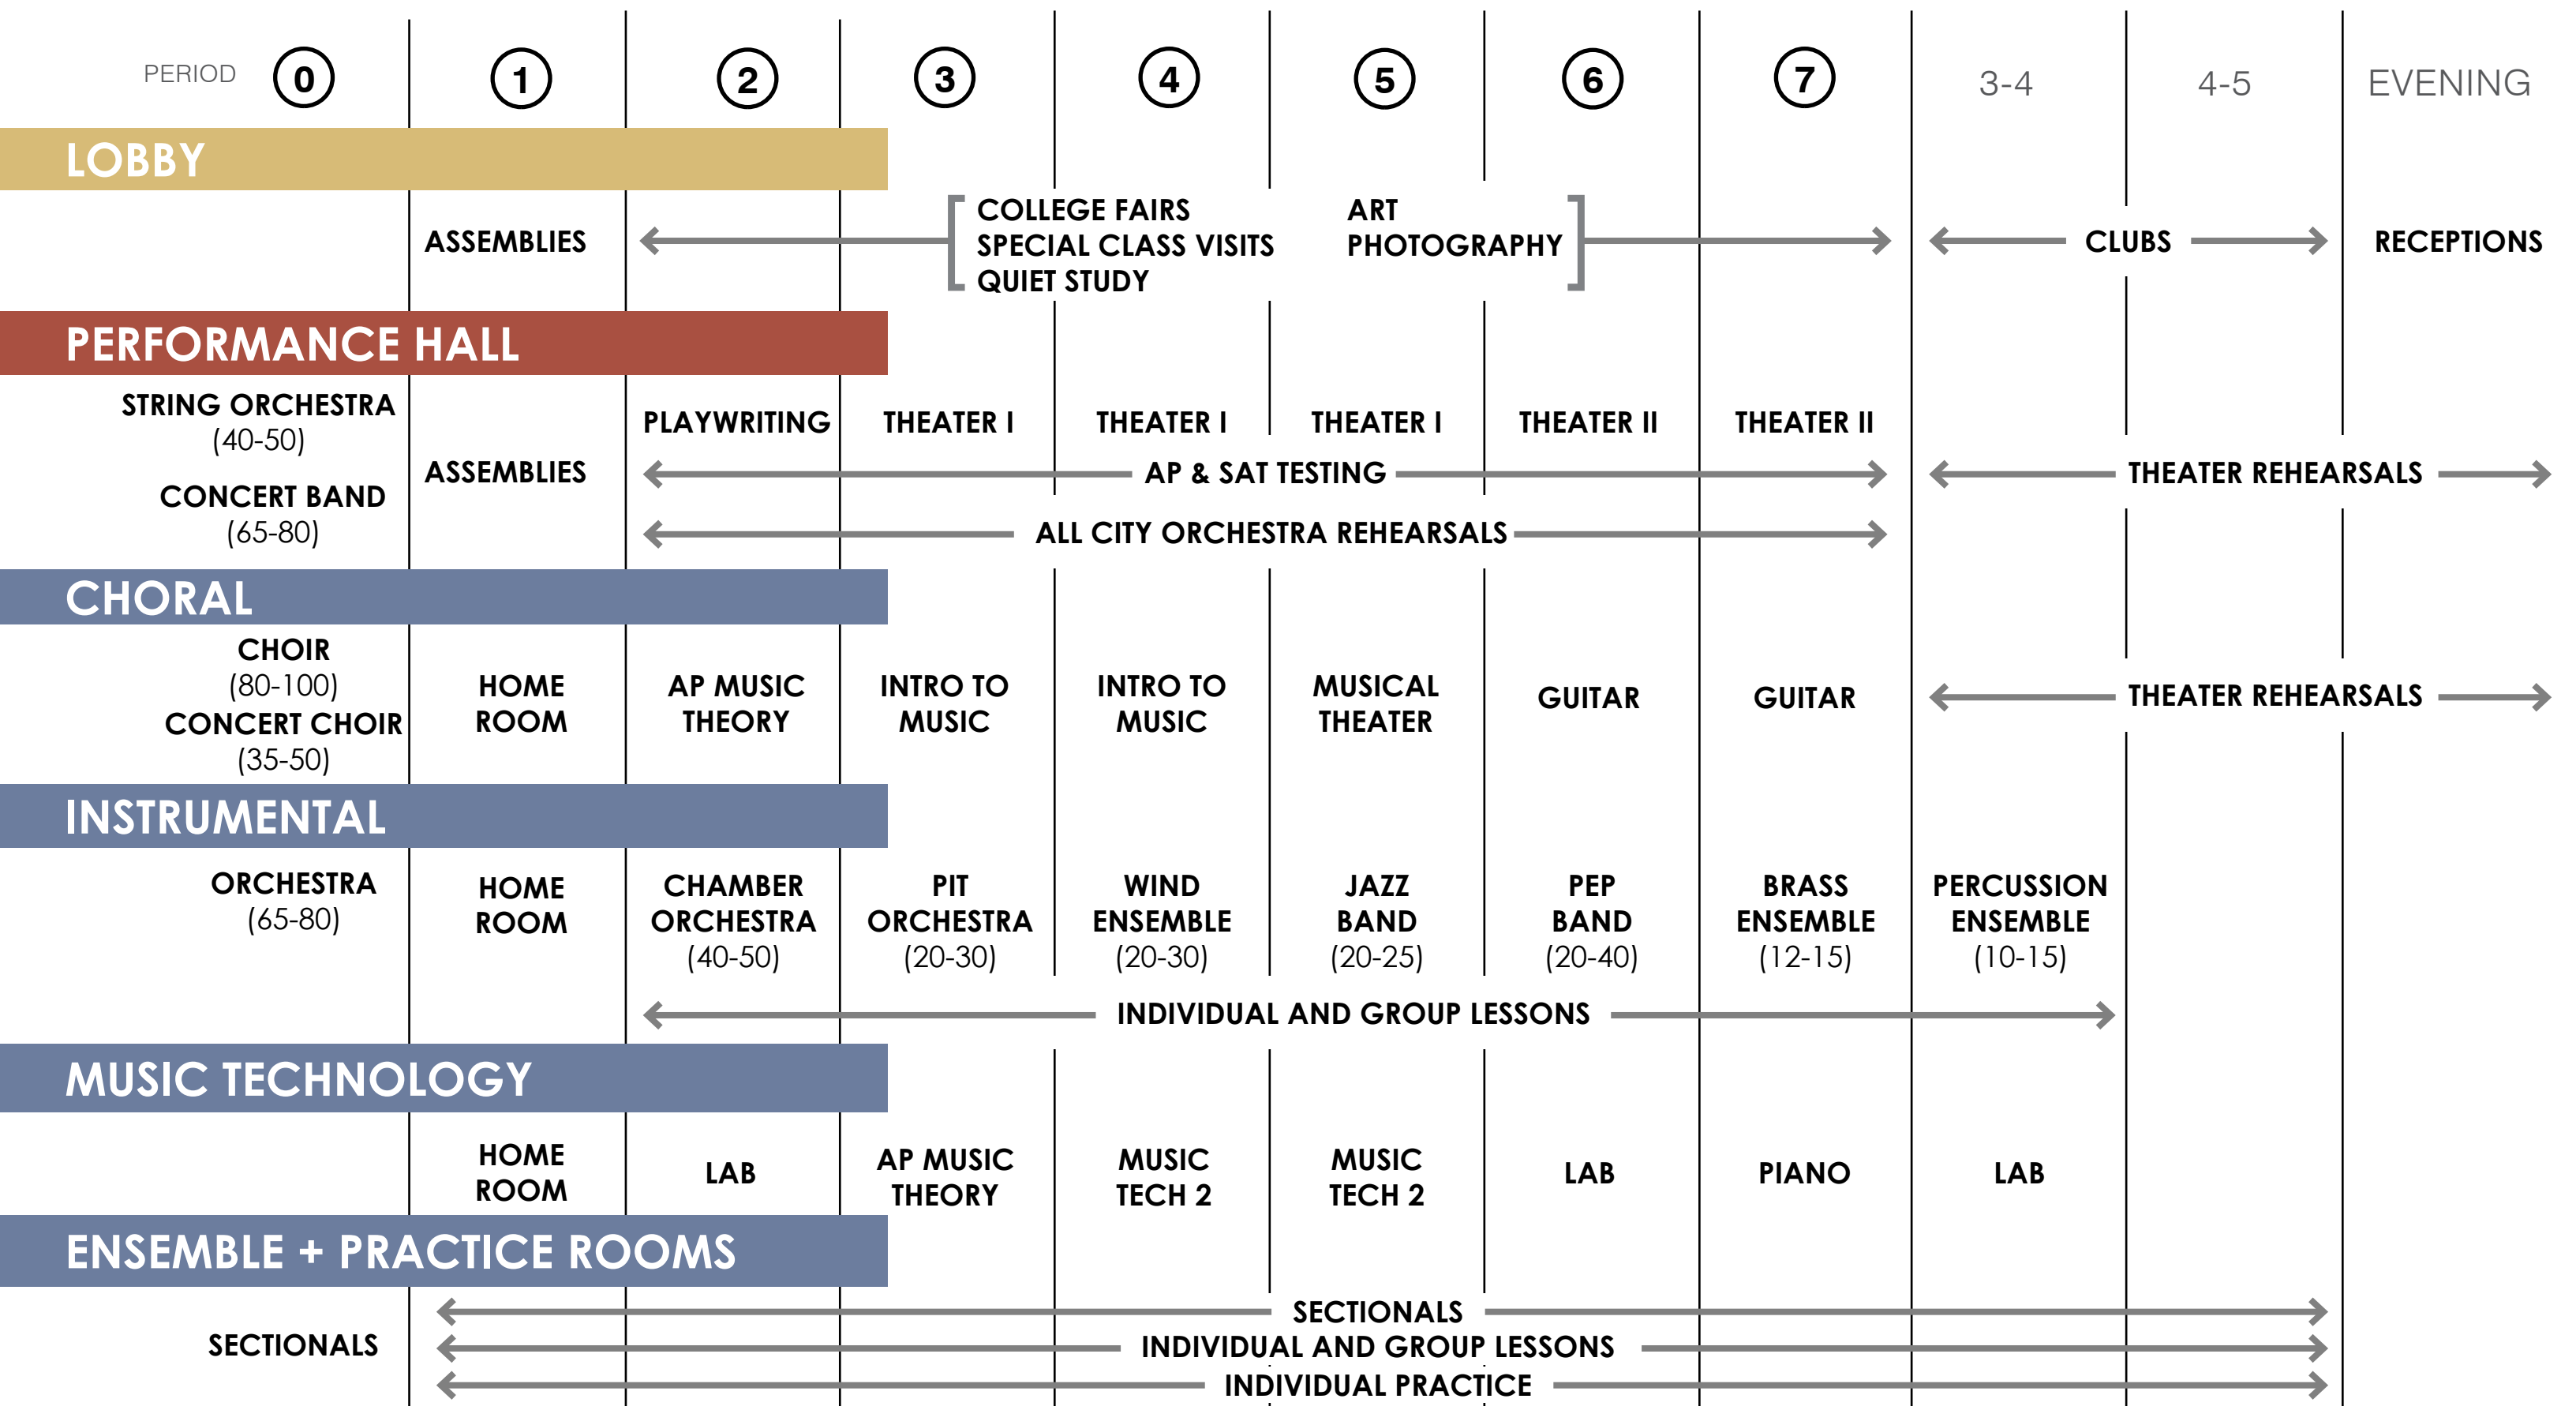 PERIOD 0 1 2 3 4 5 6 7 3-4 4-5 EVENING
LOBBY
ASSEMBLIES
COLLEGE FAIRS
SPECIAL CLASS VISITS
QUIET STUDY
ART
PHOTOGRAPHY
CLUBS
RECEPTIONS
PERFORMANCE HALL
STRING ORCHESTRA
(40-50)
CONCERT BAND
(65-80)
ASSEMBLIES
PLAYWRITING
THEATER I
THEATER I
THEATER I
THEATER II
THEATER II
AP & SAT TESTING
ALL CITY ORCHESTRA REHEARSALS
THEATER REHEARSALS
CHORAL
CHOIR
(80-100)
CONCERT CHOIR
(35-50)
HOME
ROOM
AP MUSIC
THEORY
INTRO TO
MUSIC
INTRO TO
MUSIC
MUSICAL
THEATER
GUITAR
GUITAR
THEATER REHEARSALS
INSTRUMENTAL
ORCHESTRA
(65-80)
HOME
ROOM
CHAMBER
ORCHESTRA
(40-50)
PIT
ORCHESTRA
(20-30)
WIND
ENSEMBLE
(20-30)
JAZZ
BAND
(20-25)
PEP
BAND
(20-40)
BRASS
ENSEMBLE
(12-15)
PERCUSSION
ENSEMBLE
(10-15)
INDIVIDUAL AND GROUP LESSONS
MUSIC TECHNOLOGY
HOME
ROOM
LAB
AP MUSIC
THEORY
MUSIC
TECH 2
MUSIC
TECH 2
LAB
PIANO
LAB
ENSEMBLE + PRACTICE ROOMS
SECTIONALS
SECTIONALS
INDIVIDUAL AND GROUP LESSONS
INDIVIDUAL PRACTICE